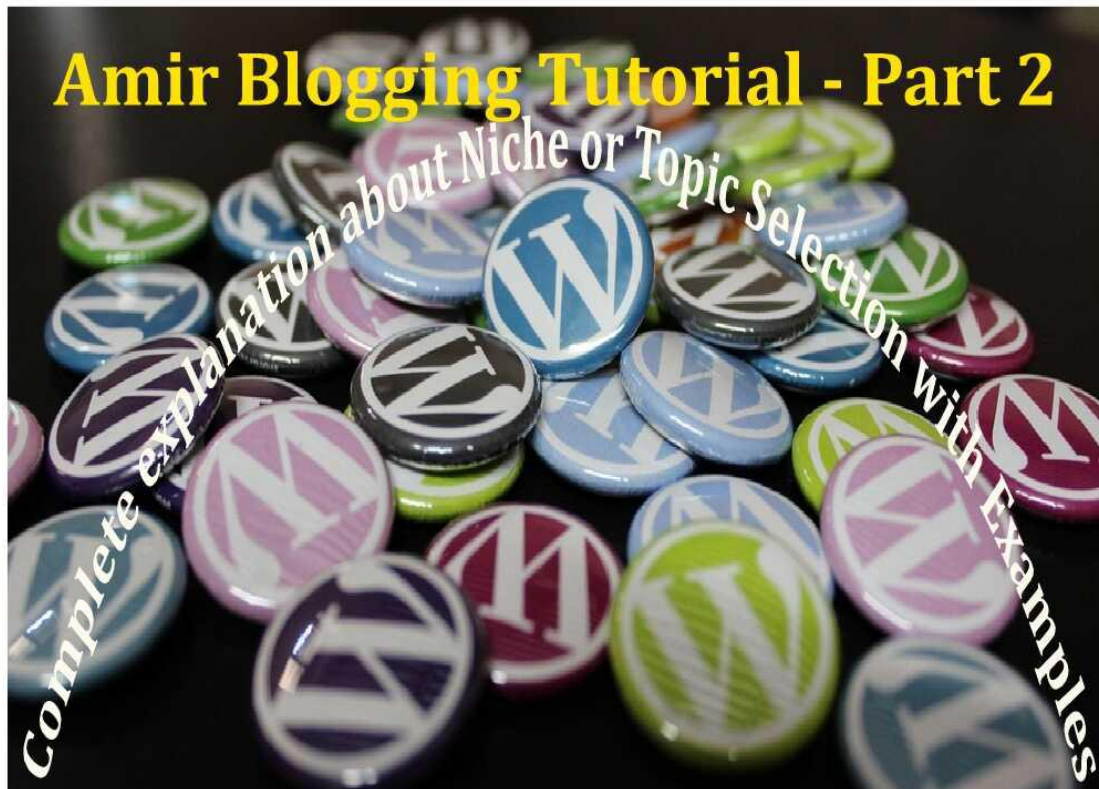 Amir Blogging Tutorial - Part 2
Complete explanation about Niche or Topic Selection with Examples